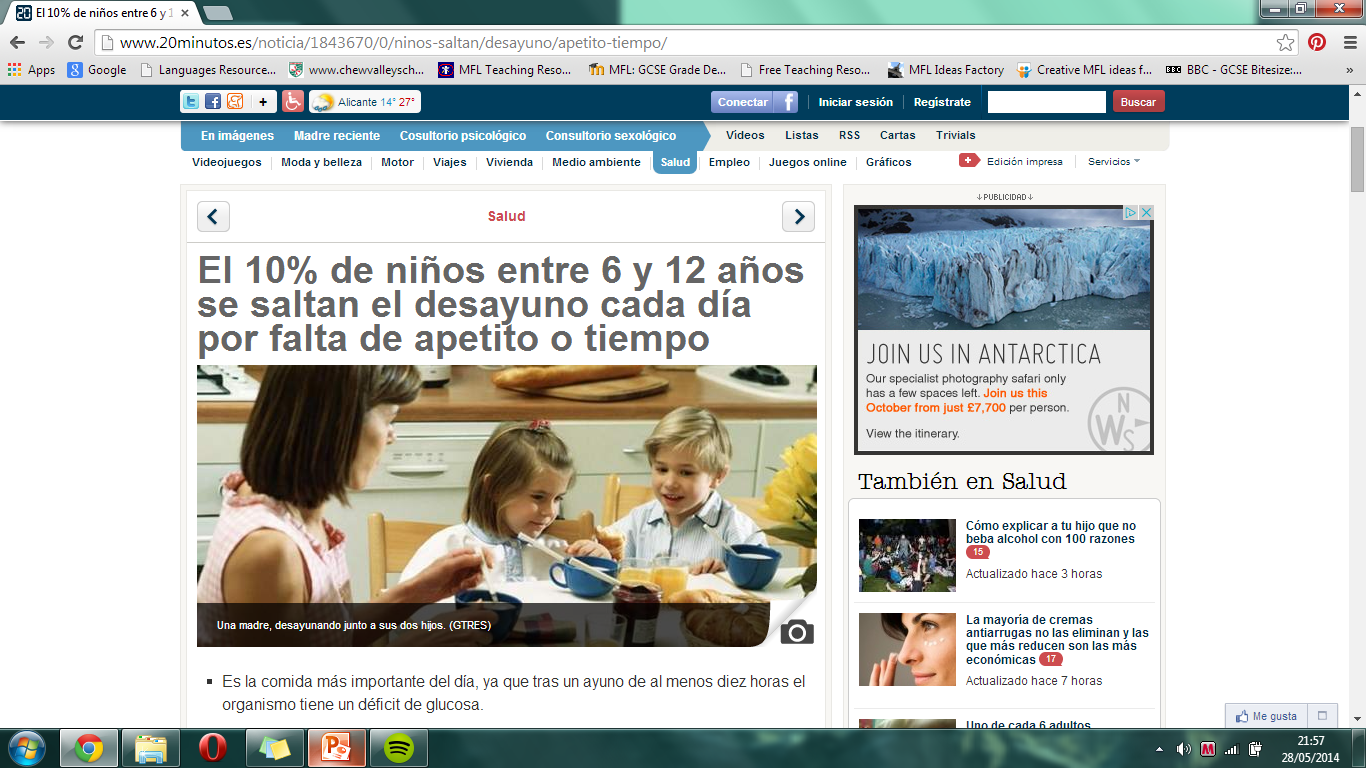 El 10% de niños entre 6 y 1
www.20minutos.es/noticia/1843670/0/ninos-saltan/desayuno/apetito-tiempo/
Apps Google Languages Resource... www.chewvalleysch... MFL Teaching Reso... MFL: GCSE Grade De... Free Teaching Reso... MFL Ideas Factory Creative MFL ideas f... BBC - GCSE Bitesize:... »
Alicante 14° 27° Conectar Iniciar sesión Regístrate Buscar
En imágenes Madre reciente Cosultorio psicológico Consultorio sexológico Vídeos Listas RSS Cartas Trivials
Videojuegos Moda y belleza Motor Viajes Vivienda Medio ambiente Salud Empleo Juegos online Gráficos Edición impresa Servicios
Salud
El 10% de niños entre 6 y 12 años
se saltan el desayuno cada día
por falta de apetito o tiempo
Una madre, desayunando junto a sus dos hijos. (GTRES)
Es la comida más importante del día, ya que tras un ayuno de al menos diez horas el
organismo tiene un déficit de glucosa.
PUBLICIDAD
JOIN US IN ANTARCTICA
Our specialist photography safari only
has a few spaces left. Join us this
October from just £7,700 per person.
View the itinerary.
N
W
S
También en Salud
Cómo explicar a tu hijo que no
beba alcohol con 100 razones
15
Actualizado hace 3 horas
La mayoría de cremas
antiarrugas no las eliminan y las
que más reducen son las más
económicas 17
Actualizado hace 7 horas
Uno de cada 6 adultos
Me gusta
21:57
28/05/2014